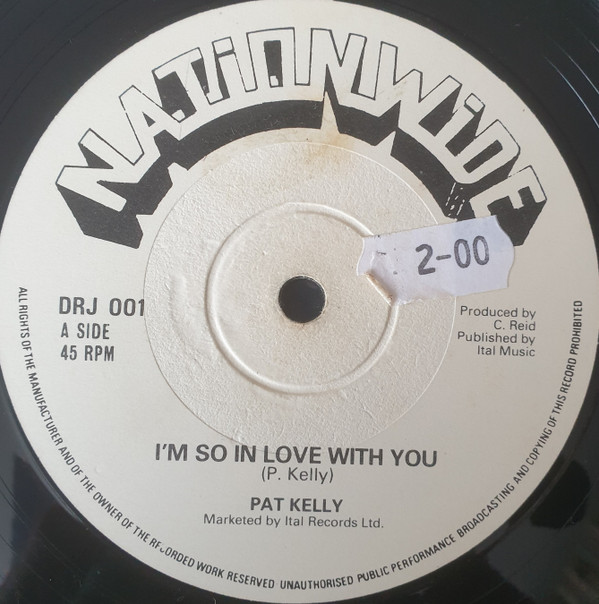 NATIONWIDE
2-00
DRJ 001
A SIDE
45 RPM
Produced by
C. Reid
Published by
Ital Music
I'M SO IN LOVE WITH YOU
(P. Kelly)
PAT KELLY
Marketed by Ital Records Ltd.
ALL RIGHTS OF THE MANUFACTURER AND OF THE OWNER OF THE RECORDED WORK RESERVED UNAUTHORISED PUBLIC PERFORMANCE BROADCASTING AND COPYING OF THIS RECORD PROHIBITED